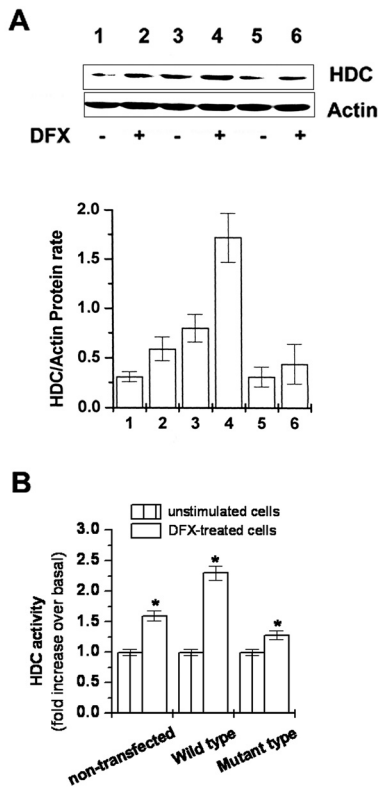 A
1 2 3 4 5 6
HDC
Actin
DFX - + - + - +
HDC/Actin Protein rate
2.0
1.5
1.0
0.5
0.0
1 2 3 4 5 6
B
unstimulated cells
DFX-treated cells
HDC activity
(fold increase over basal)
3.0
2.5
2.0
1.5
1.0
0.5
0.0
* * *
non-transfected Wild type Mutant type